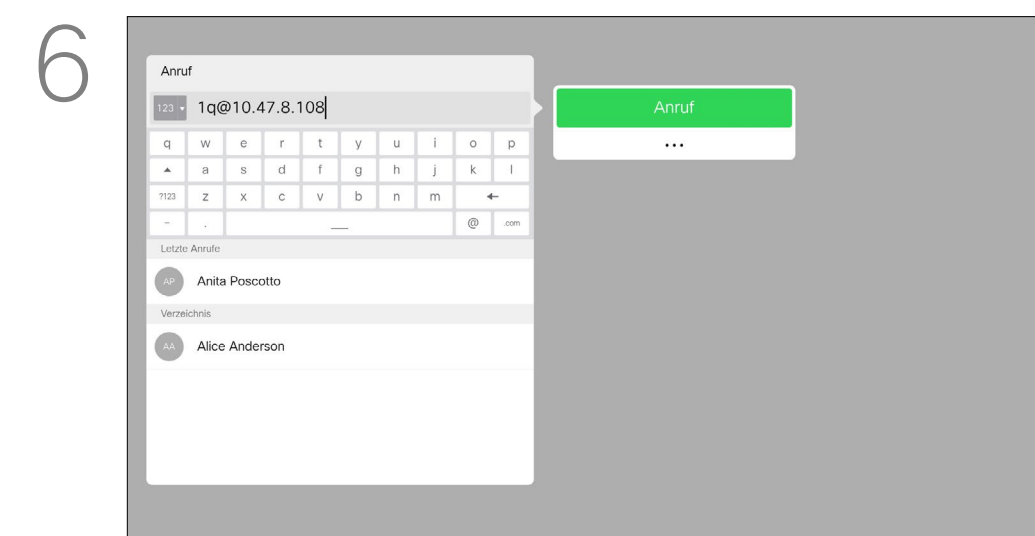 6
Anruf
123 1q@10.47.8.108
Anruf
...
q w e r t y u i o p
a s d f g h j k l
?123 z x c v b n m
- . @ .com
Letzte Anrufe
AP Anita Poscotto
Verzeichnis
AA Alice Anderson